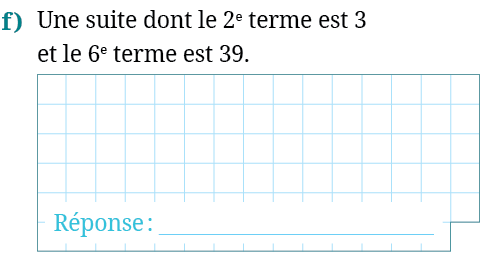 f) Une suite dont le 2e terme est 3
et le 6e terme est 39.
Réponse :